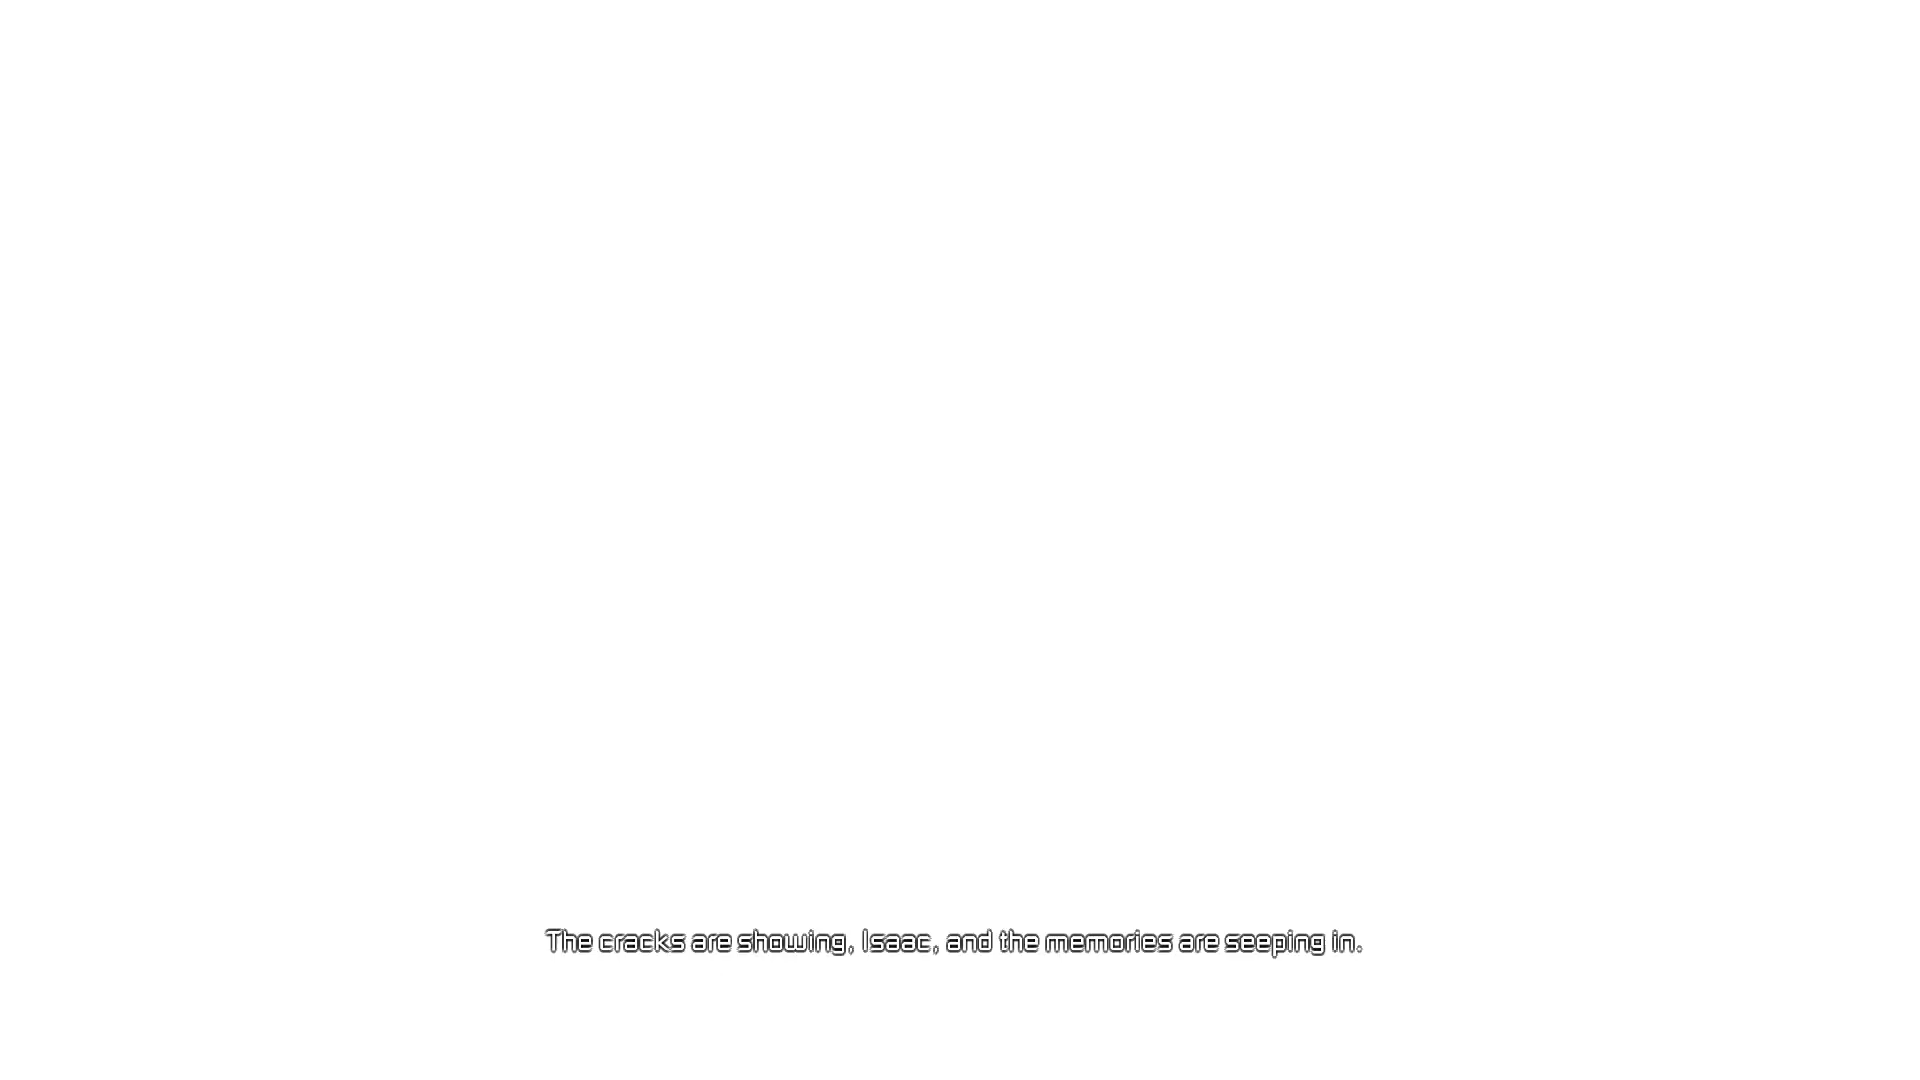 The cracks are showing, Isaac, and the memories are seeping in.